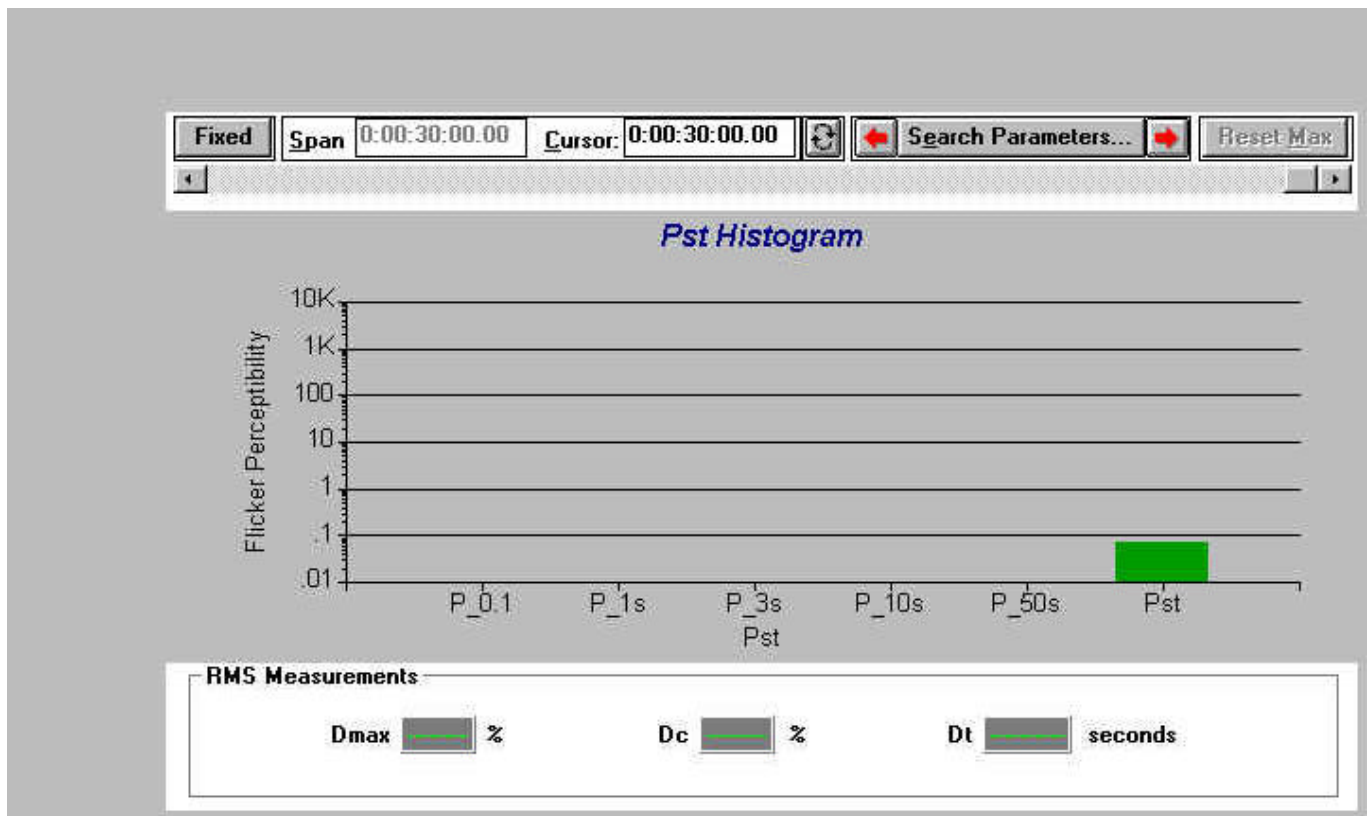 Fixed Span 0:00:30:00.00 Cursor: 0:00:30:00.00 Search Parameters... Reset Max
Pst Histogram
Flicker Perceptibility
10K
1K
100
10
1
.1
.01
P_0.1 P_1s P_3s P_10s P_50s Pst
Pst
RMS Measurements
Dmax % Dc % Dt seconds